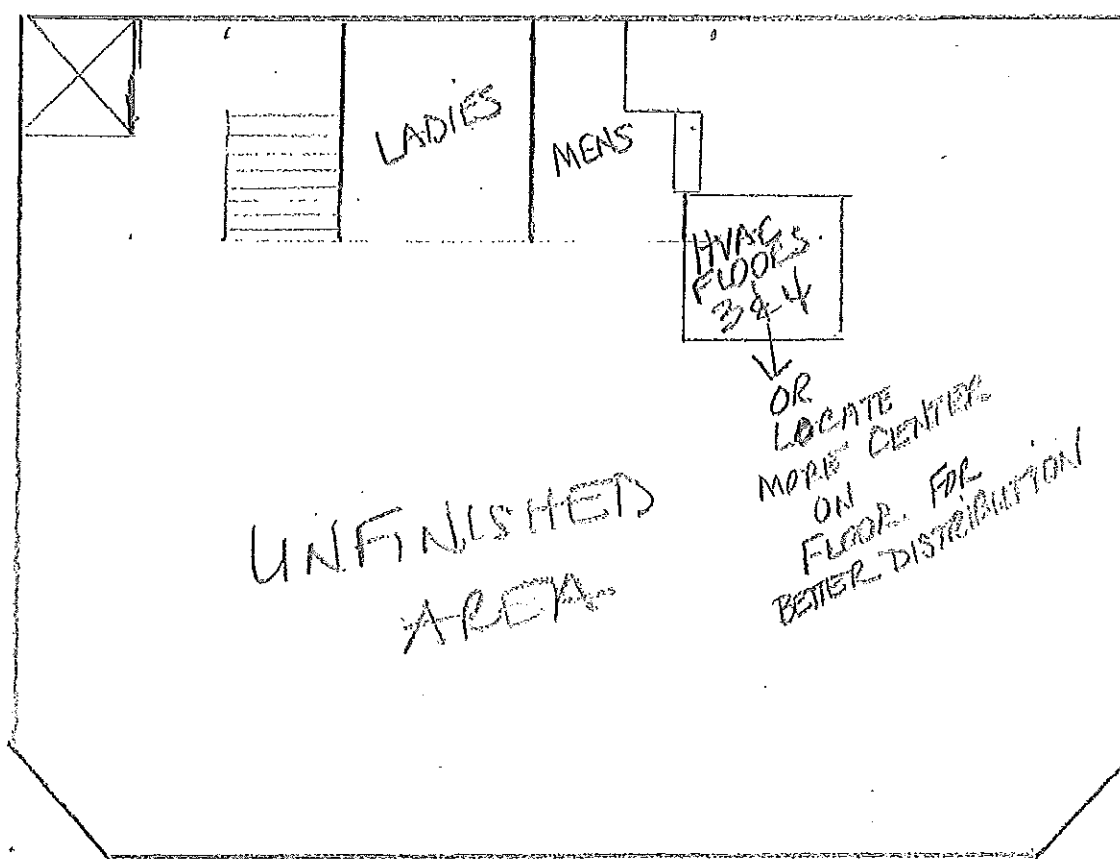 LADIES
MENS
HVAC
FLOORS
3 & 4
OR
LOCATE
MORE CENTER
ON
FLOOR FOR
BETTER DISTRIBUTION
UNFINISHED
AREA